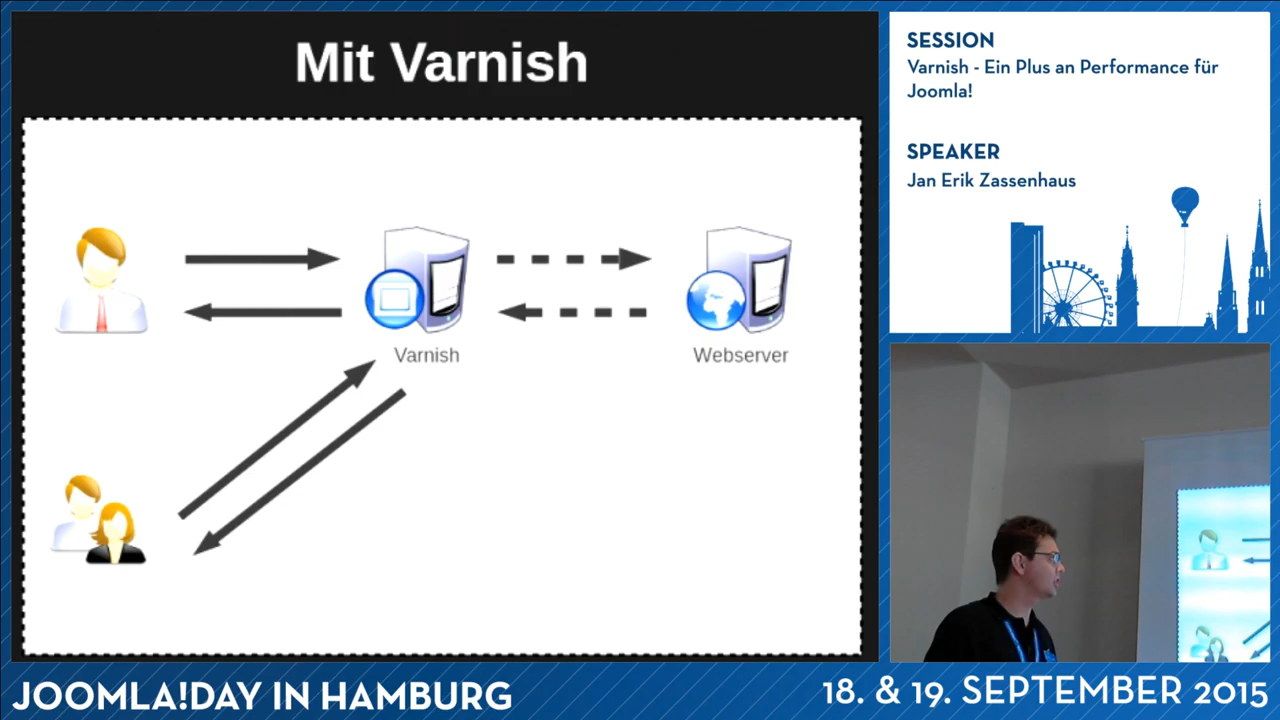 Mit Varnish
Varnish
Webserver
SESSION
Varnish - Ein Plus an Performance für
Joomla!
SPEAKER
Jan Erik Zassenhaus
JOOMLA!DAY IN HAMBURG
18. & 19. SEPTEMBER 2015